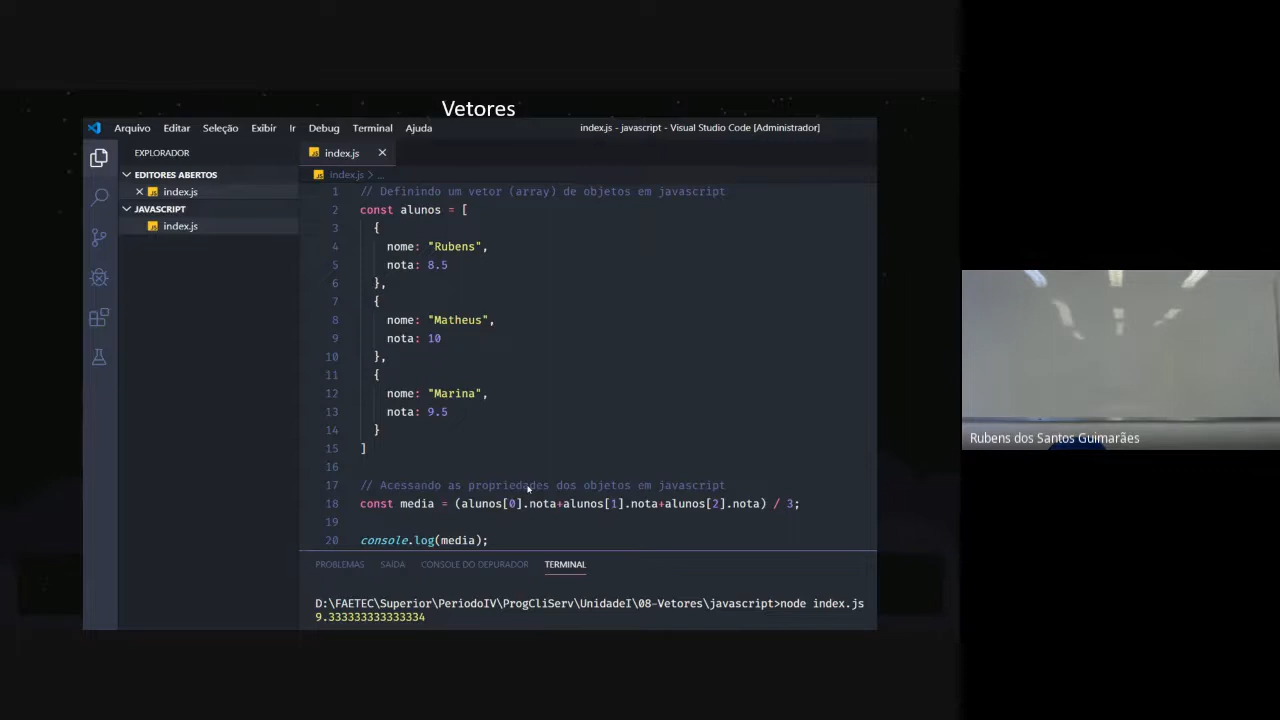 Vetores
Arquivo Editar Seleção Exibir Ir Debug Terminal Ajuda index.js - javascript - Visual Studio Code [Administrador]
EXPLORADOR
EDITORES ABERTOS
index.js
JAVASCRIPT
index.js
index.js
index.js > ...
1 // Definindo um vetor (array) de objetos em javascript
2 const alunos = [
3 {
4 nome: "Rubens",
5 nota: 8.5
6 },
7 {
8 nome: "Matheus",
9 nota: 10
10 },
11 {
12 nome: "Marina",
13 nota: 9.5
14 }
15 ]
16
17 // Acessando as propriedades dos objetos em javascript
18 const media = (alunos[0].nota+alunos[1].nota+alunos[2].nota) / 3;
19
20 console.log(media);
PROBLEMAS SAÍDA CONSOLE DO DEPURADOR TERMINAL
D:\FAETEC\Superior\PeriodoIV\ProgCliServ\UnidadeI\08-Vetores\javascript>node index.js
9.333333333333334
Rubens dos Santos Guimarães